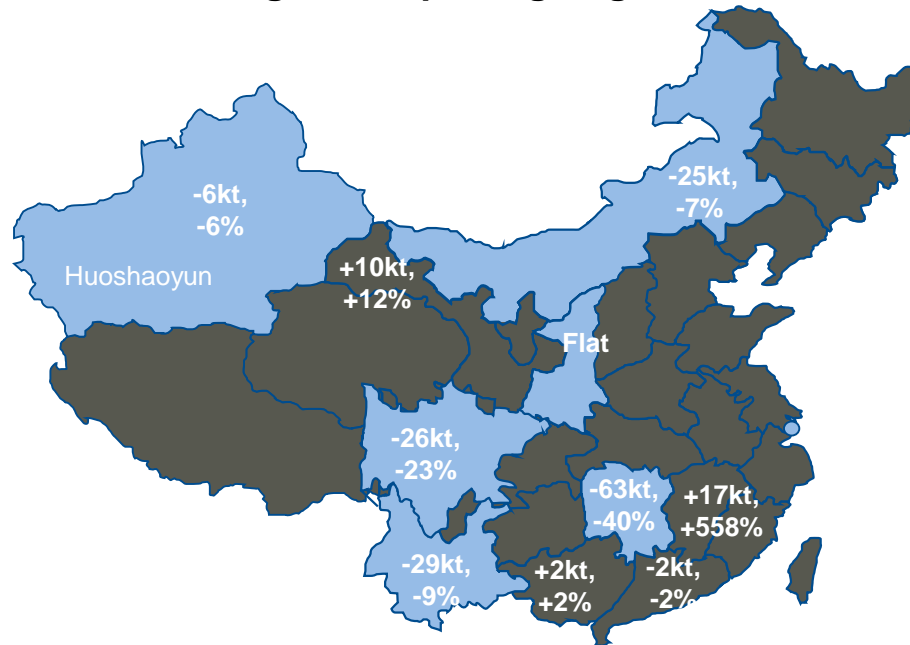 -25kt,
-7%
-6kt,
-6%
Huoshaoyun
+10kt,
+12%
Flat
-26kt,
-23%
-63kt,
-40%
+17kt,
+558%
-29kt,
-9%
+2kt,
+2%
-2kt,
-2%